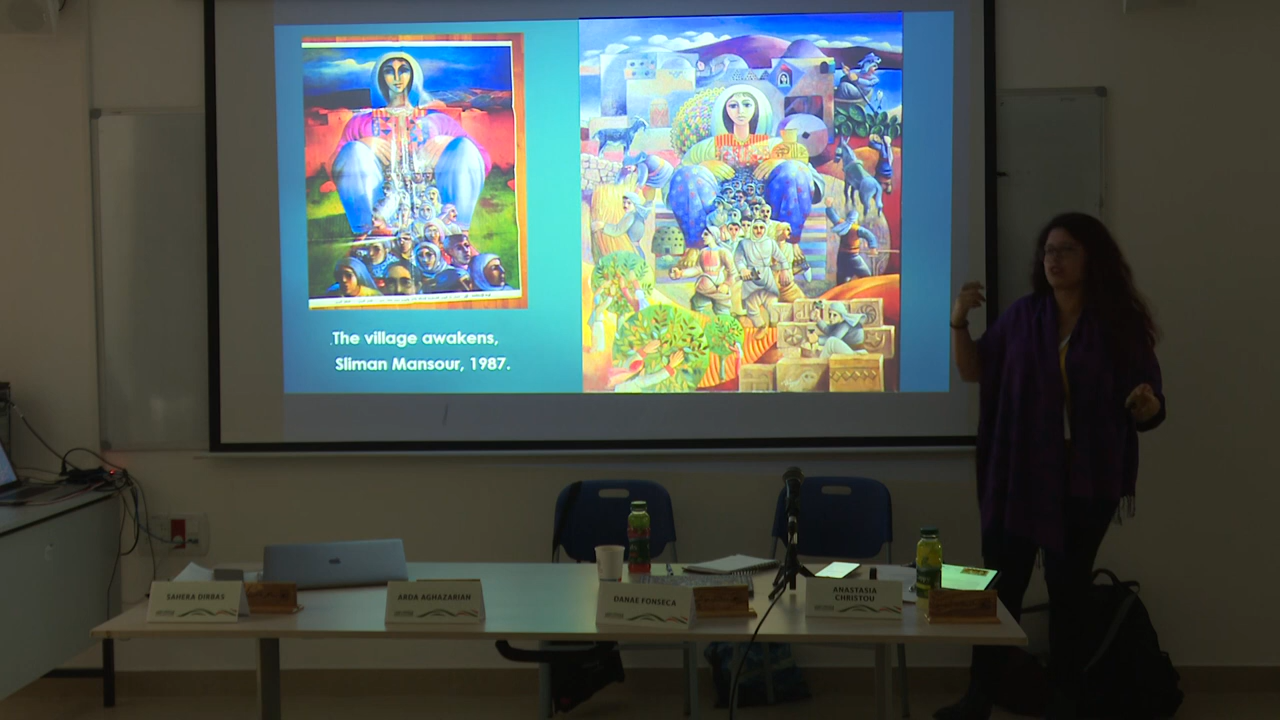 The village awakens,
Sliman Mansour, 1987.
SAHERA DIRBAS
ARDA AGHAZARIAN
DANAE FONSECA
ANASTASIA
CHRISTOU